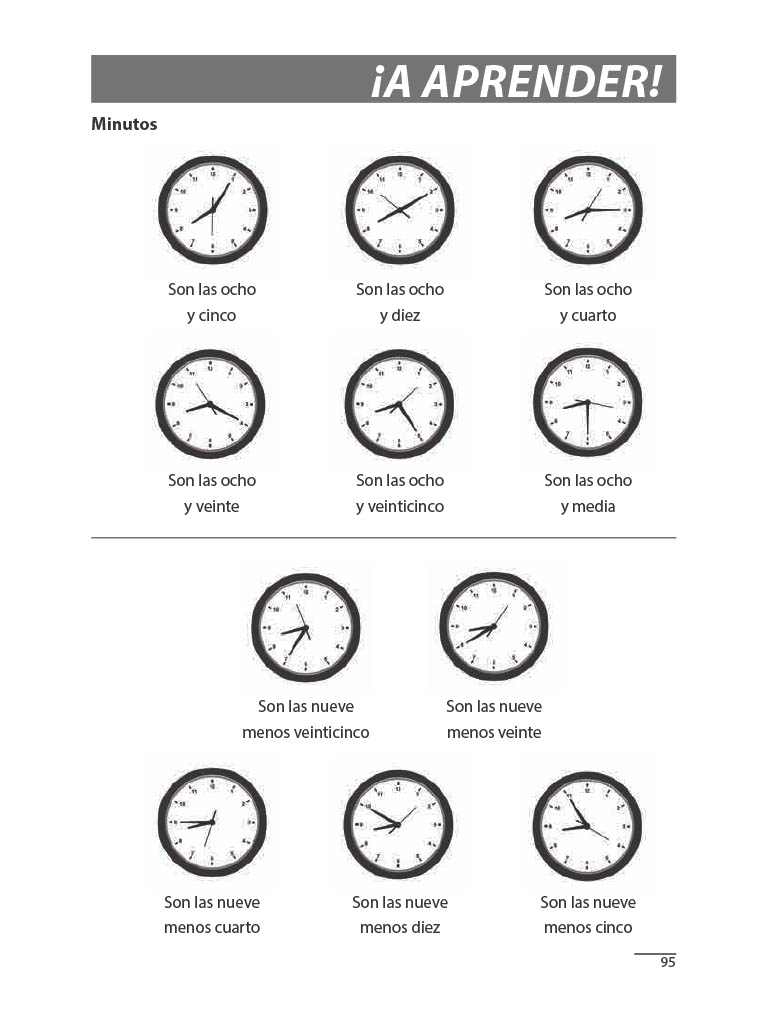 ¡A APRENDER!
Minutos
Son las ocho
y cinco
Son las ocho
y diez
Son las ocho
y cuarto
Son las ocho
y veinte
Son las ocho
y veinticinco
Son las ocho
y media
Son las nueve
menos veinticinco
Son las nueve
menos veinte
Son las nueve
menos cuarto
Son las nueve
menos diez
Son las nueve
menos cinco
95